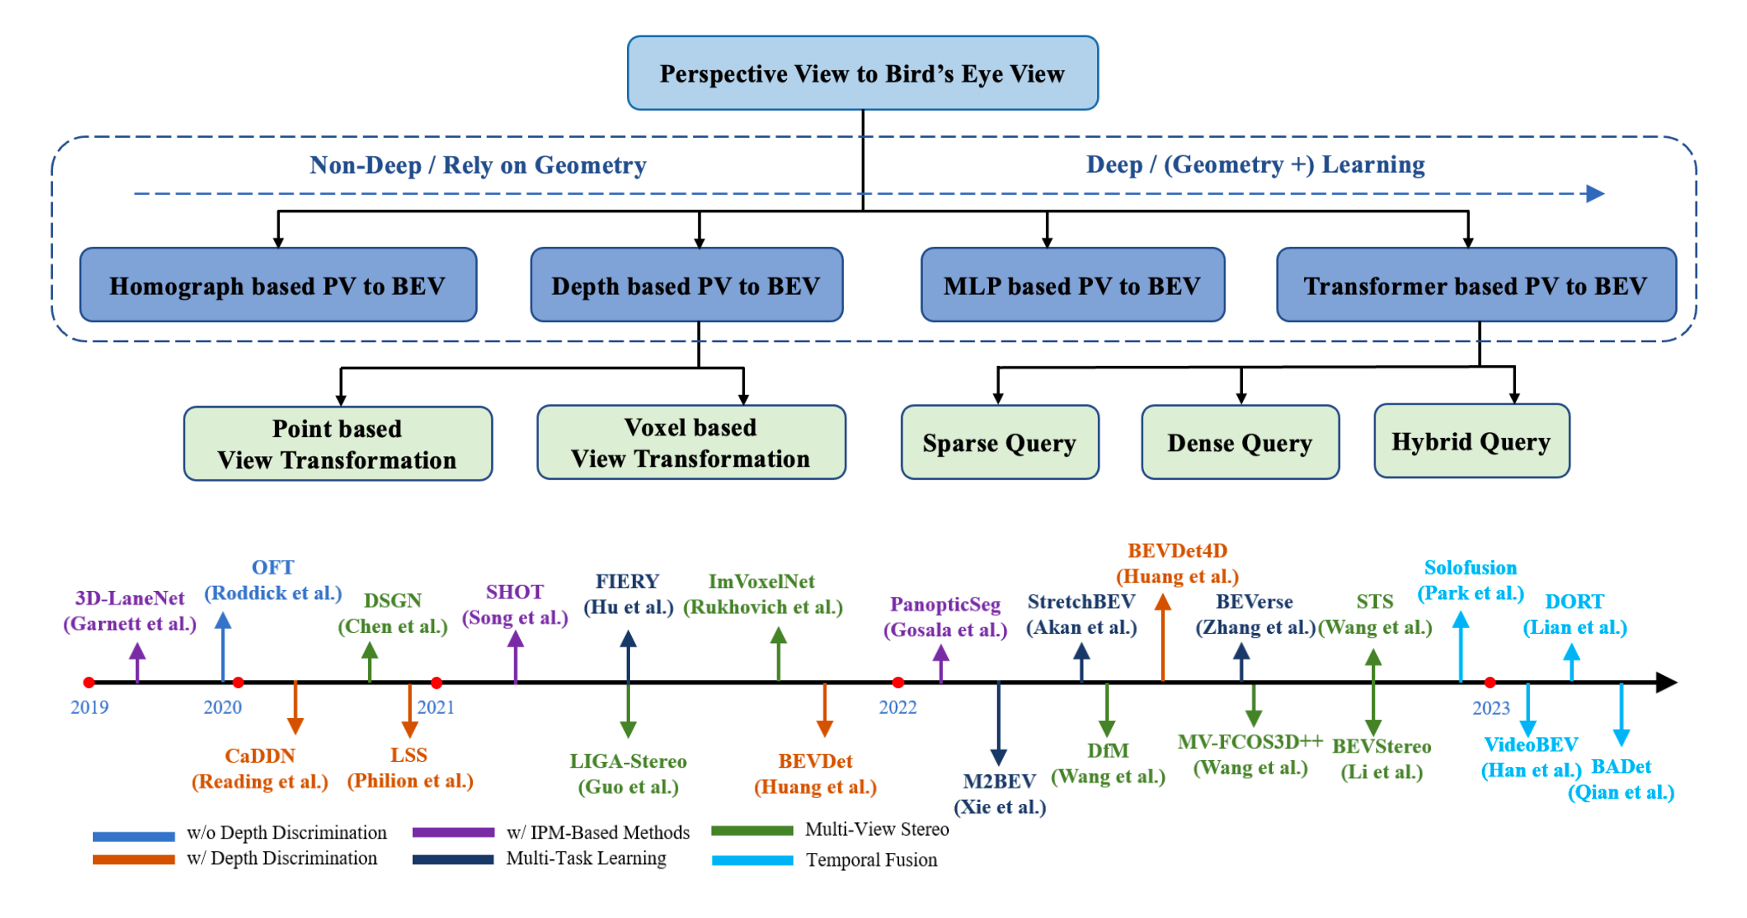 Perspective View to Bird's Eye View
Non-Deep / Rely on Geometry
Deep / (Geometry +) Learning
Homograph based PV to BEV
Depth based PV to BEV
MLP based PV to BEV
Transformer based PV to BEV
Point based
View Transformation
Voxel based
View Transformation
Sparse Query
Dense Query
Hybrid Query
3D-LaneNet
(Garnett et al.)
OFT
(Roddick et al.)
DSGN
(Chen et al.)
SHOT
(Song et al.)
FIERY
(Hu et al.)
ImVoxelNet
(Rukhovich et al.)
PanopticSeg
(Gosala et al.)
StretchBEV
(Akan et al.)
BEVDet4D
(Huang et al.)
BEVerse
(Zhang et al.)
STS
(Wang et al.)
Solofusion
(Park et al.)
DORT
(Lian et al.)
2019
2020
2021
2022
2023
CaDDN
(Reading et al.)
LSS
(Philion et al.)
LIGA-Stereo
(Guo et al.)
BEVDet
(Huang et al.)
M2BEV
(Xie et al.)
DfM
(Wang et al.)
MV-FCOS3D++
(Wang et al.)
BEVStereo
(Li et al.)
VideoBEV
(Han et al.)
BADet
(Qian et al.)
w/o Depth Discrimination
w/ IPM-Based Methods
Multi-View Stereo
w/ Depth Discrimination
Multi-Task Learning
Temporal Fusion